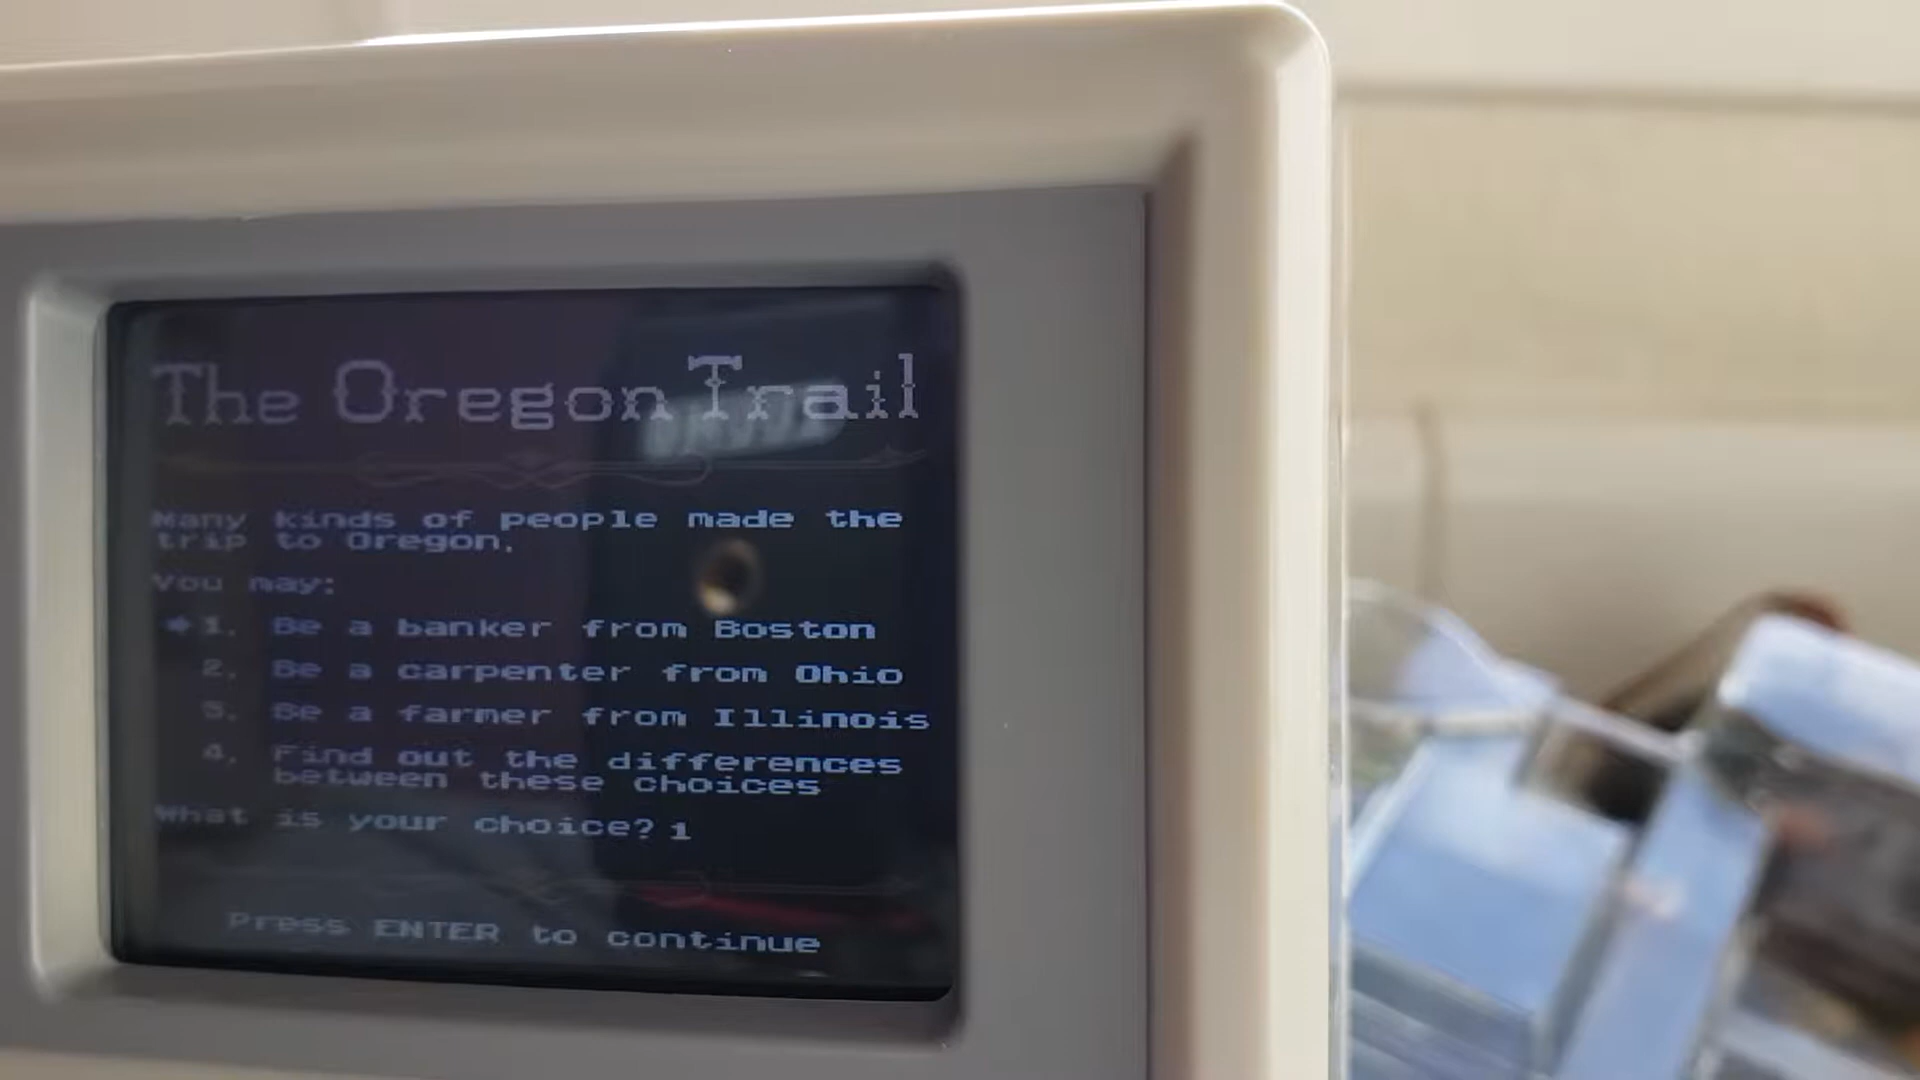 The Oregon Trail
Many kinds of people made the
trip to Oregon.
You may:
1. Be a banker from Boston
2. Be a carpenter from Ohio
3. Be a farmer from Illinois
4. Find out the differences
between these choices
What is your choice? 1
Press ENTER to continue